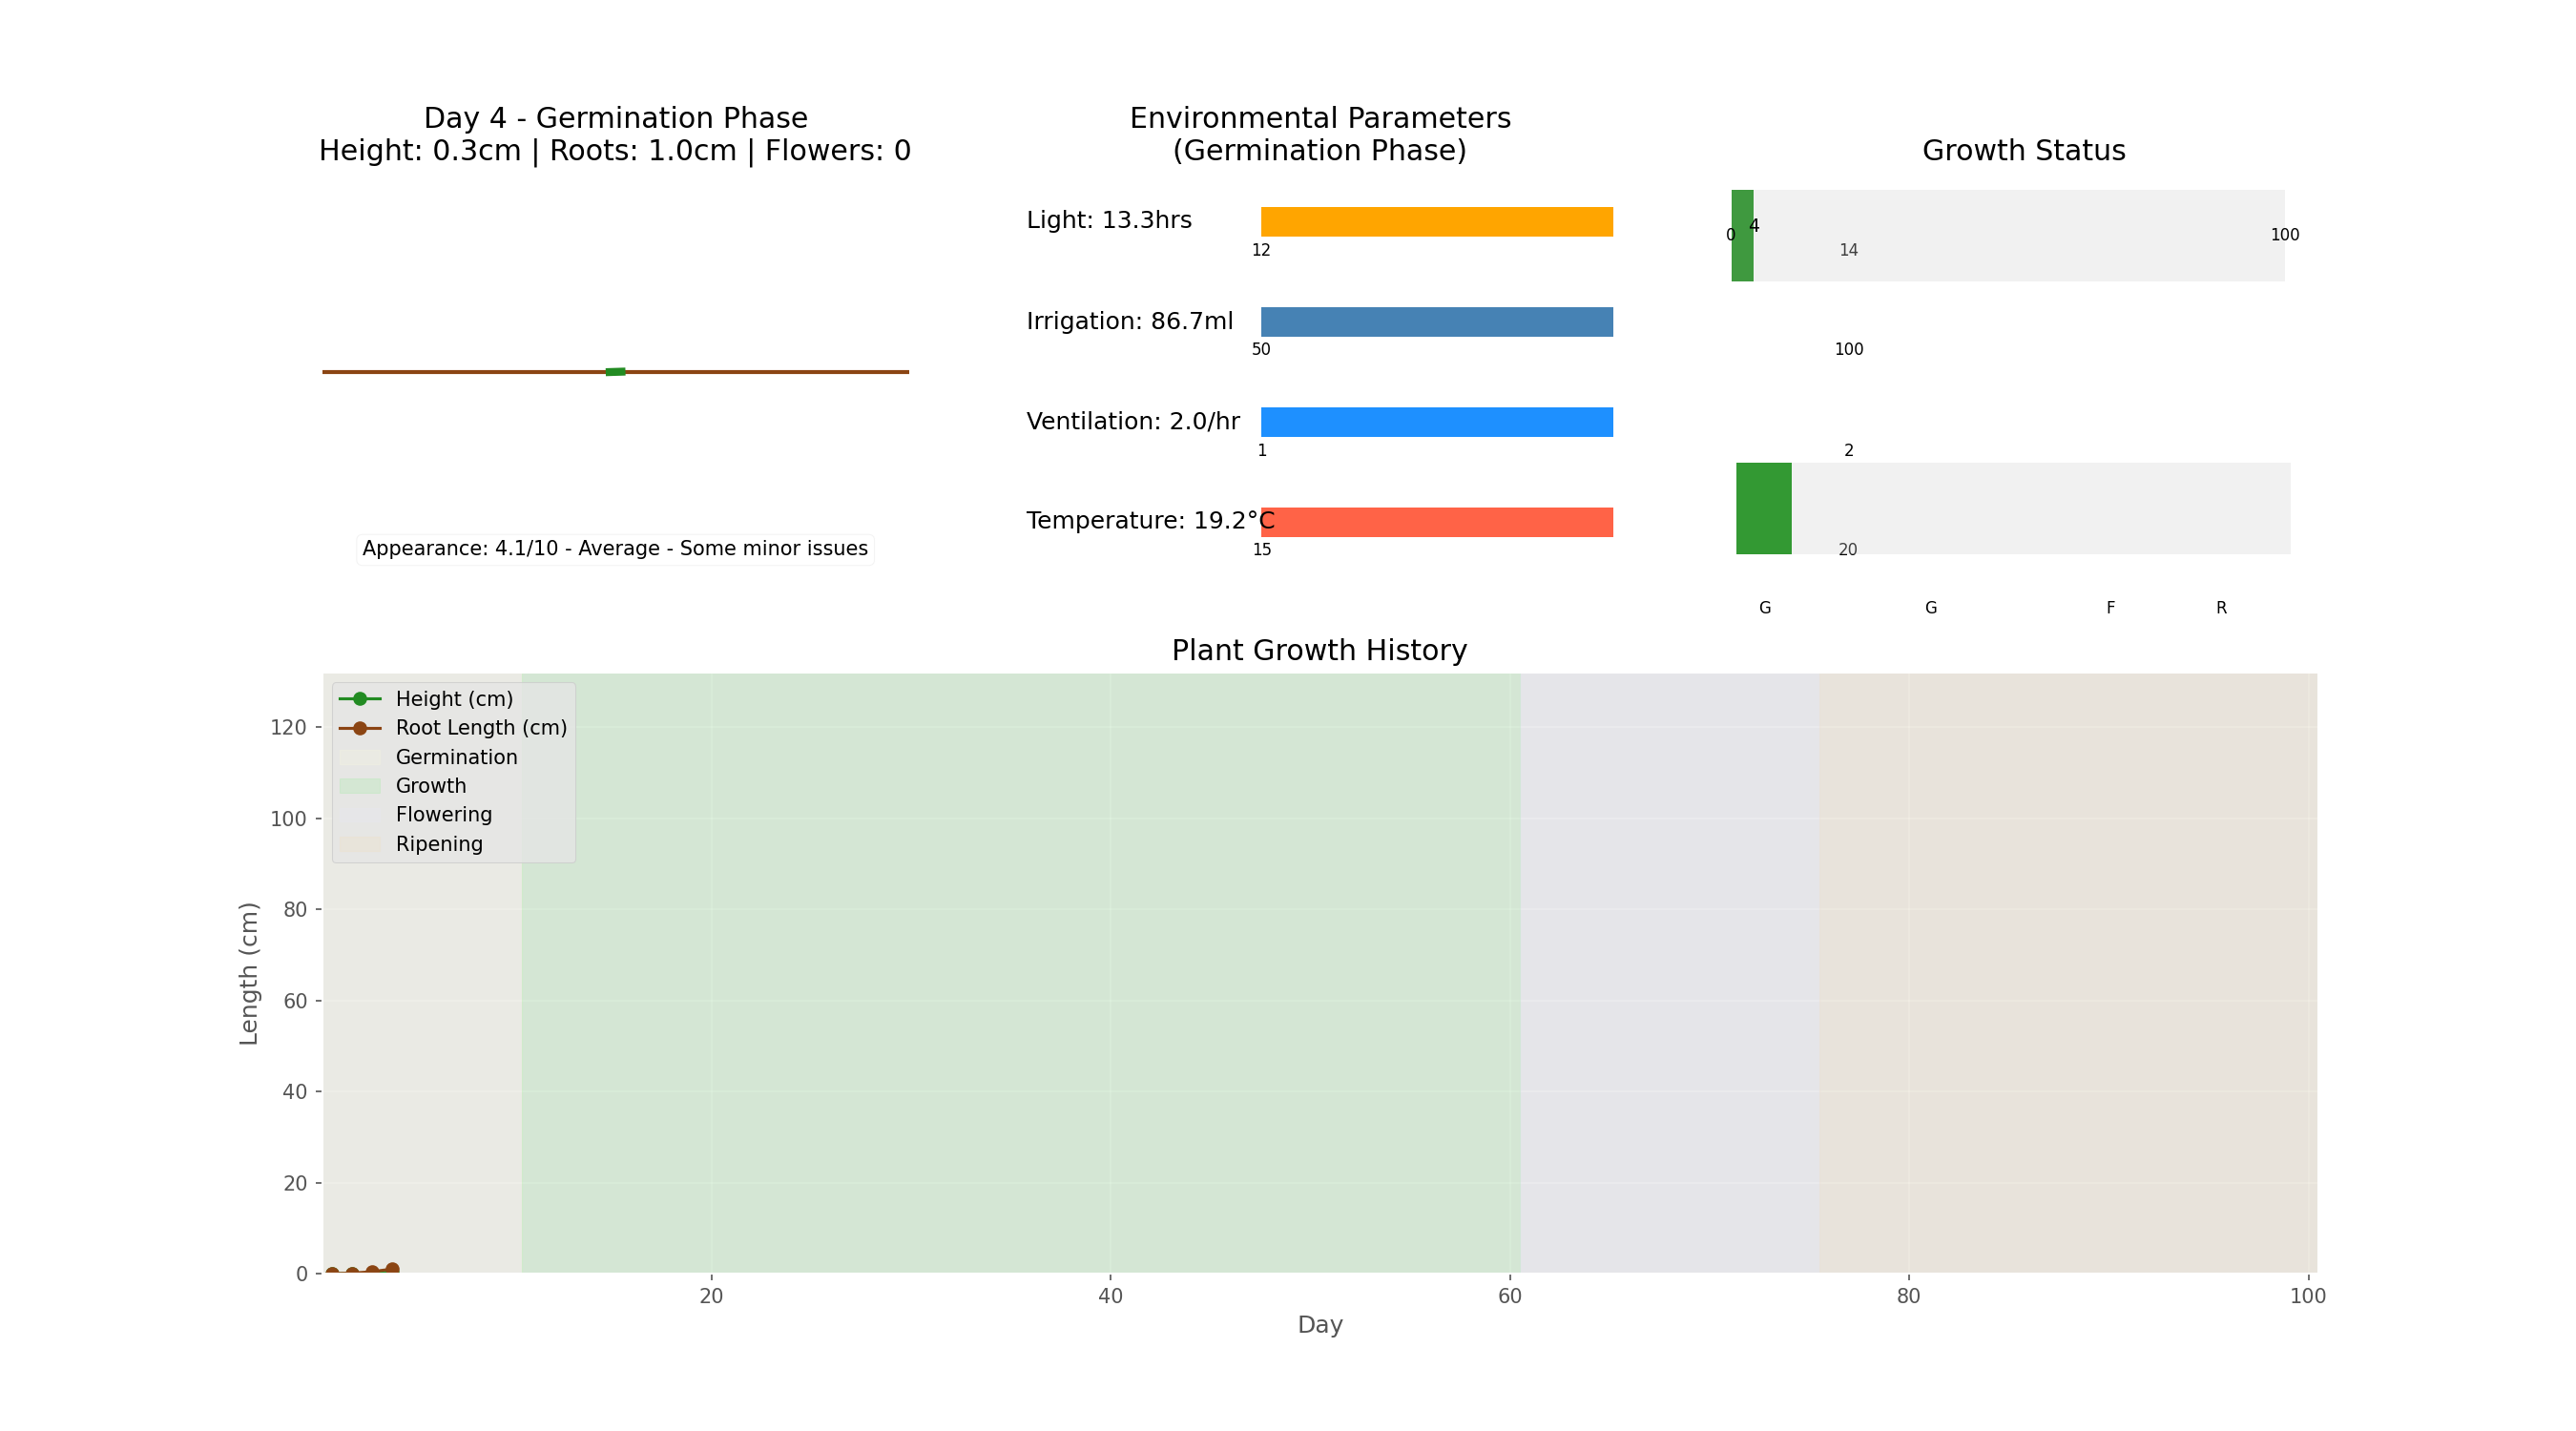 Day 4 - Germination Phase
Height: 0.3cm | Roots: 1.0cm | Flowers: 0
Appearance: 4.1/10 - Average - Some minor issues
Environmental Parameters
(Germination Phase)
Light: 13.3hrs
12
14
Irrigation: 86.7ml
50
100
Ventilation: 2.0/hr
1
2
Temperature: 19.2°C
15
20
Growth Status
0
4
100
G
G
F
R
Plant Growth History
Height (cm)
Root Length (cm)
Germination
Growth
Flowering
Ripening
Length (cm)
120
100
80
60
40
20
0
20
40
60
80
100
Day